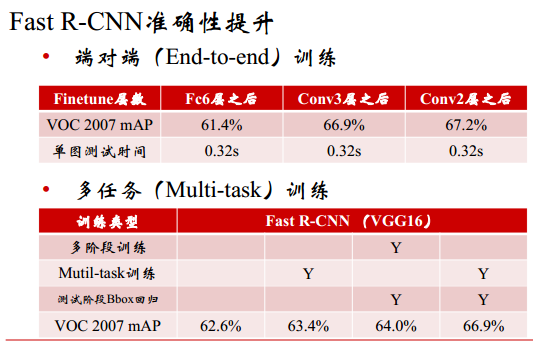 Fast R-CNN准确性提升
• 端对端（End-to-end）训练
Finetune层数 Fc6层之后 Conv3层之后 Conv2层之后
VOC 2007 mAP 61.4% 66.9% 67.2%
单图测试时间 0.32s 0.32s 0.32s
• 多任务（Multi-task）训练
训练类型 Fast R-CNN （VGG16）
多阶段训练 Y
Mutil-task训练 Y Y
测试阶段Bbox回归 Y Y
VOC 2007 mAP 62.6% 63.4% 64.0% 66.9%